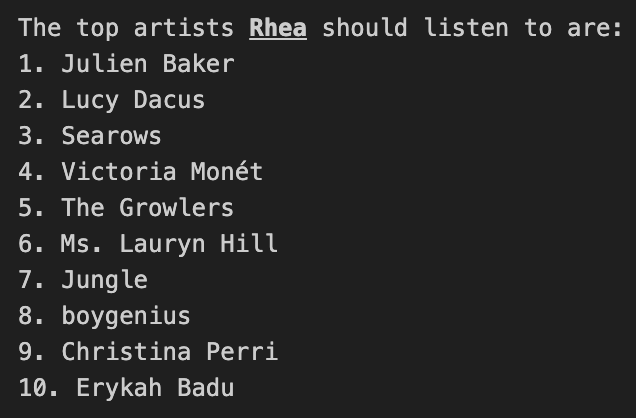 The top artists Rhea should listen to are:
1. Julien Baker
2. Lucy Dacus
3. Searows
4. Victoria Monét
5. The Growlers
6. Ms. Lauryn Hill
7. Jungle
8. boygenius
9. Christina Perri
10. Erykah Badu